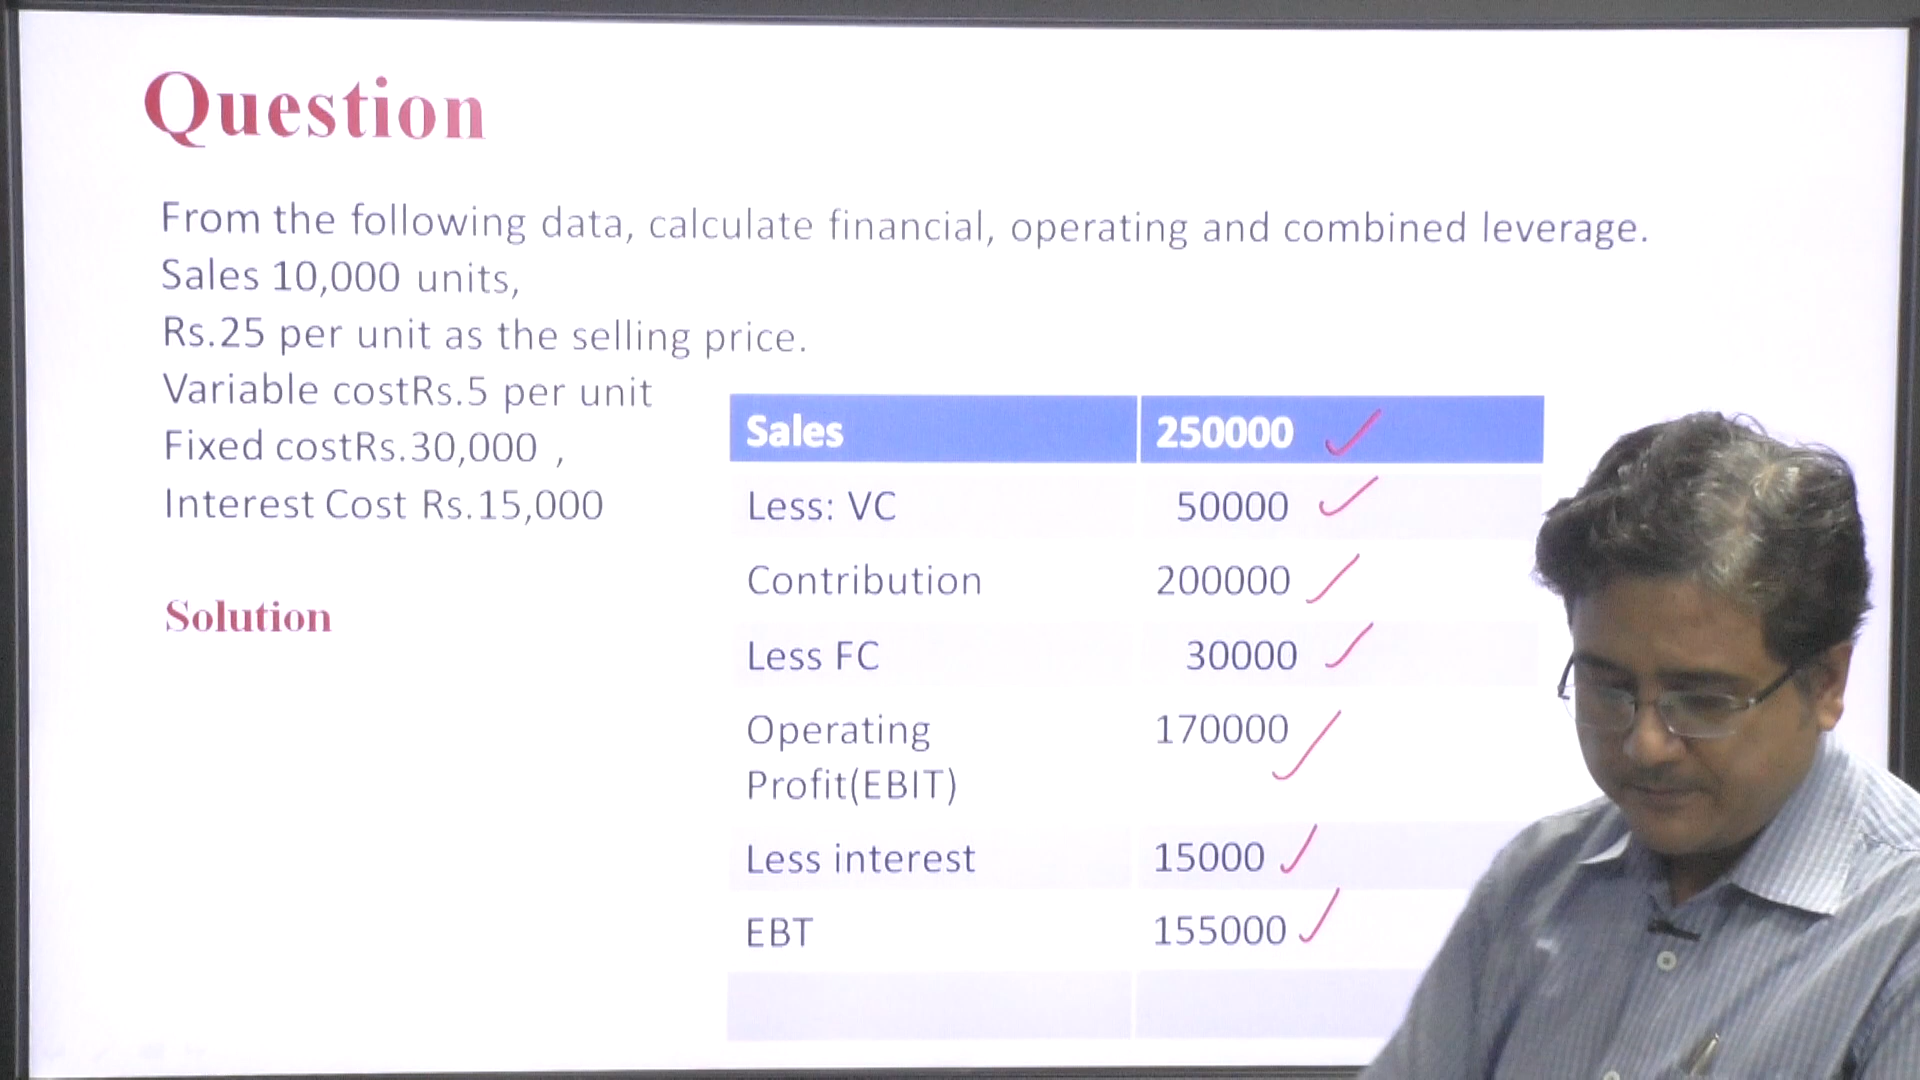 Question
From the following data, calculate financial, operating and combined leverage.
Sales 10,000 units,
Rs.25 per unit as the selling price.
Variable costRs.5 per unit
Fixed costRs.30,000 ,
Interest Cost Rs.15,000
Solution
Sales 250000
Less: VC 50000
Contribution 200000
Less FC 30000
Operating Profit(EBIT) 170000
Less interest 15000
EBT 155000